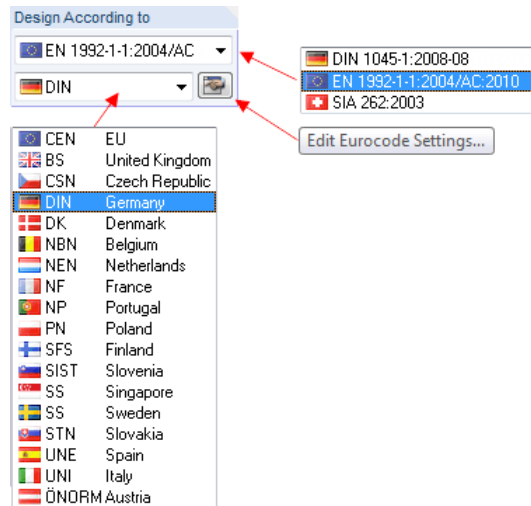 Design According to
EN 1992-1-1:2004/AC
DIN
DIN 1045-1:2008-08
EN 1992-1-1:2004/AC:2010
SIA 262:2003
Edit Eurocode Settings...
CEN EU
BS United Kingdom
CSN Czech Republic
DIN Germany
DK Denmark
NBN Belgium
NEN Netherlands
NF France
NP Portugal
PN Poland
SFS Finland
SIST Slovenia
SS Singapore
SS Sweden
STN Slovakia
UNE Spain
UNI Italy
ÖNORM Austria